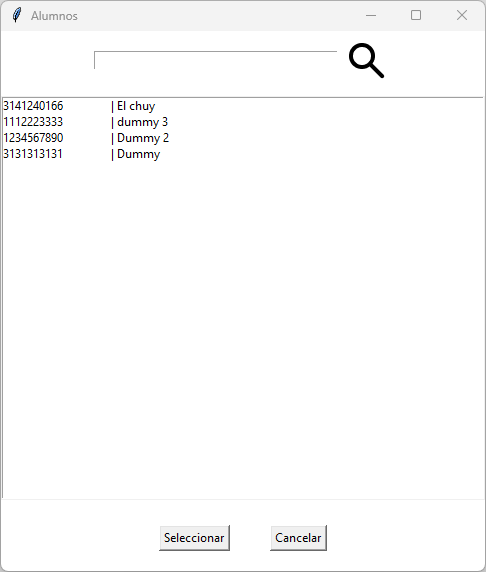 Alumnos
3141240166 | El chuy
1112223333 | dummy 3
1234567890 | Dummy 2
3131313131 | Dummy
Seleccionar
Cancelar